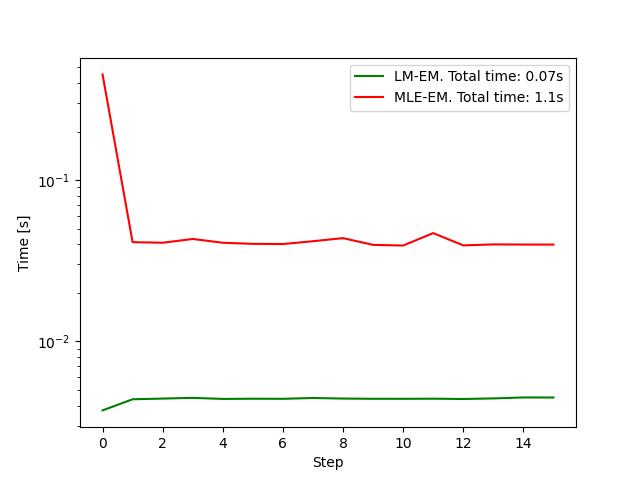 LM-EM. Total time: 0.07s
MLE-EM. Total time: 1.1s
10⁻¹
10⁻²
Time [s]
0 2 4 6 8 10 12 14
Step